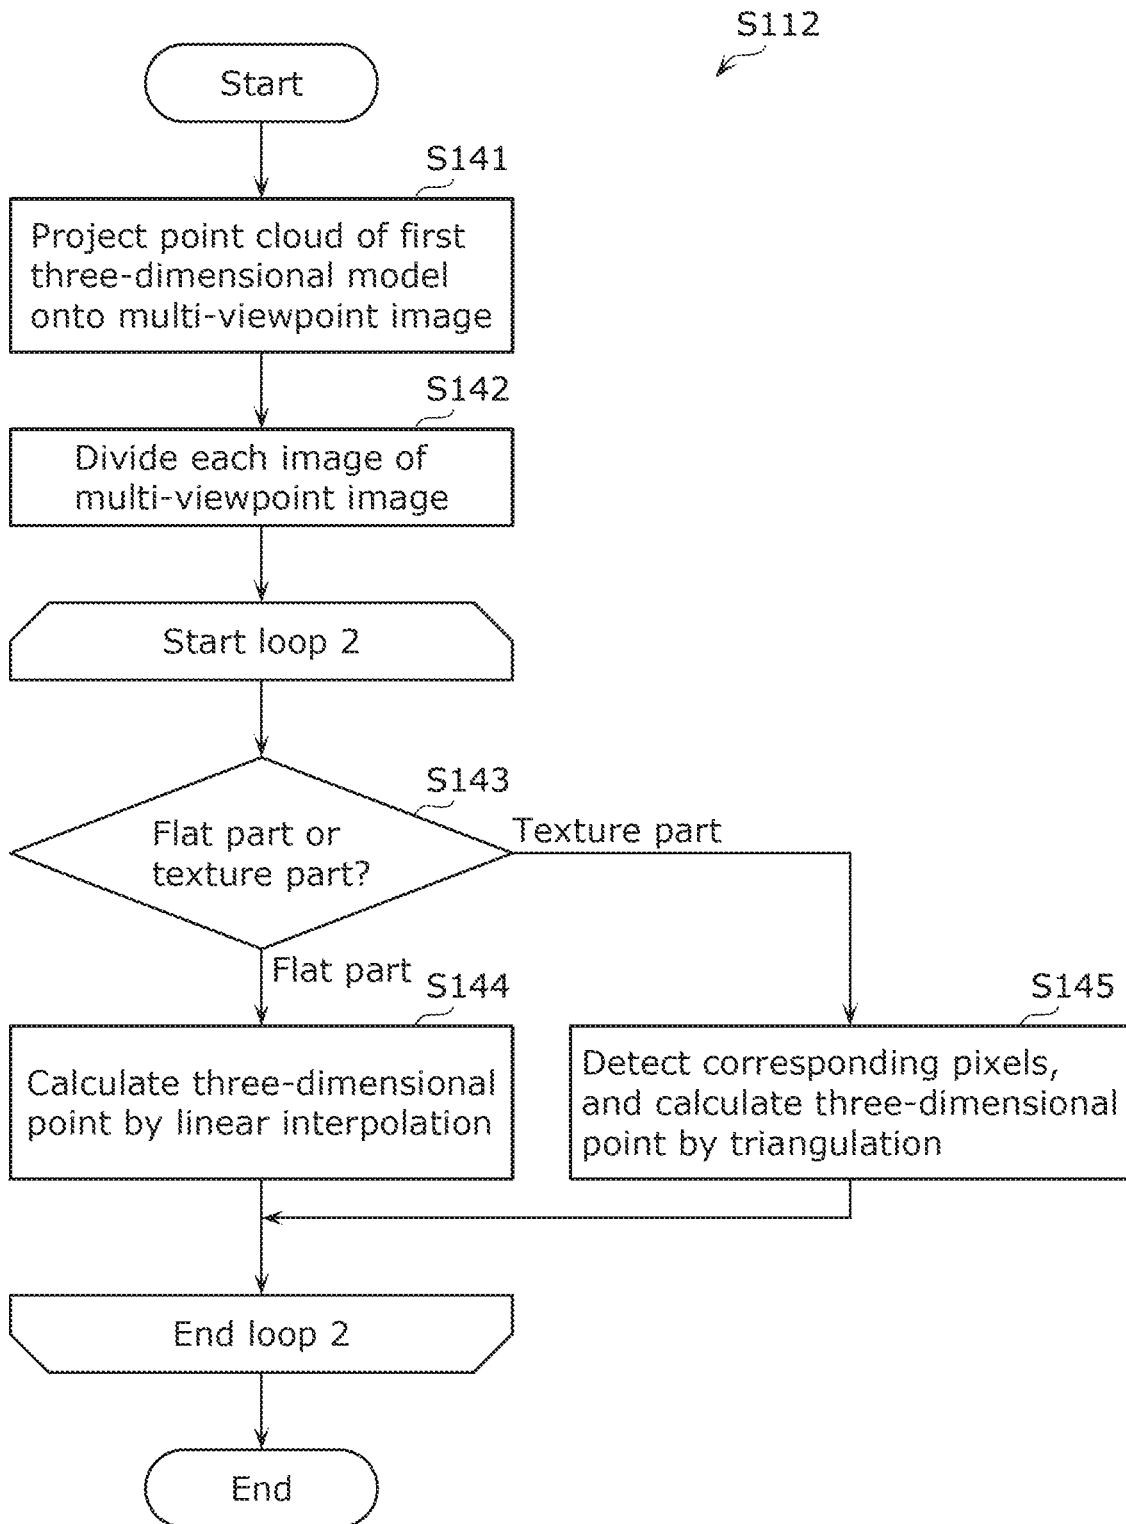 S112
Start
S141
Project point cloud of first
three-dimensional model
onto multi-viewpoint image
S142
Divide each image of
multi-viewpoint image
Start loop 2
S143
Flat part or
texture part?
Texture part
Flat part
S144
Calculate three-dimensional
point by linear interpolation
S145
Detect corresponding pixels,
and calculate three-dimensional
point by triangulation
End loop 2
End